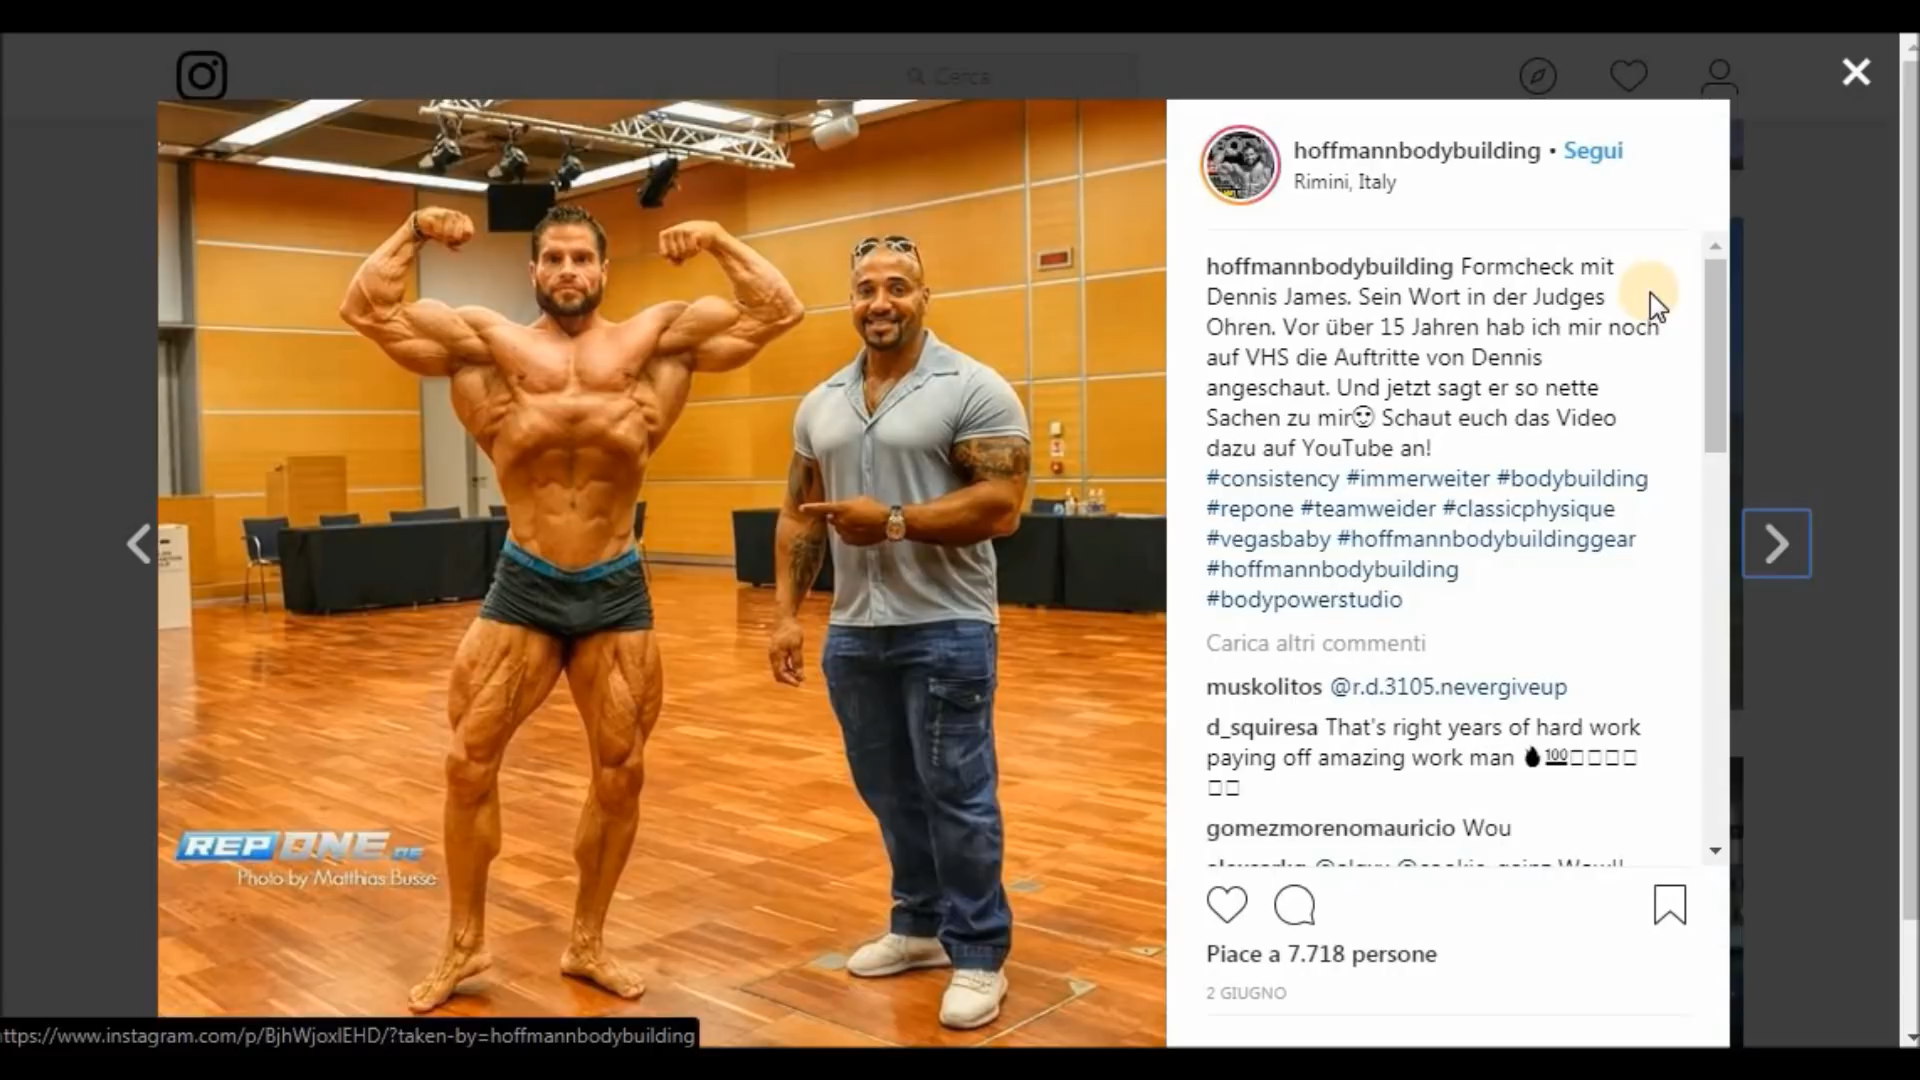 Cerca
hoffmannbodybuilding • Segui
Rimini, Italy
hoffmannbodybuilding Formcheck mit
Dennis James. Sein Wort in der Judges
Ohren. Vor über 15 Jahren hab ich mir noch
auf VHS die Auftritte von Dennis
angeschaut. Und jetzt sagt er so nette
Sachen zu mir Schaut euch das Video
dazu auf YouTube an!
#consistency #immerweiter #bodybuilding
#repone #teamweider #classicphysique
#vegasbaby #hoffmannbodybuildinggear
#hoffmannbodybuilding
#bodypowerstudio
Carica altri commenti
muskolitos @r.d.3105.nevergiveup
d_squiresa That's right years of hard work
paying off amazing work man 🔥💯
gomezmorenomauricio Wou
Piace a 7.718 persone
2 GIUGNO
REP ONE.DE
Photo by Matthias Busse
ttps://www.instagram.com/p/BjhWjoxlEHD/?taken-by=hoffmannbodybuilding